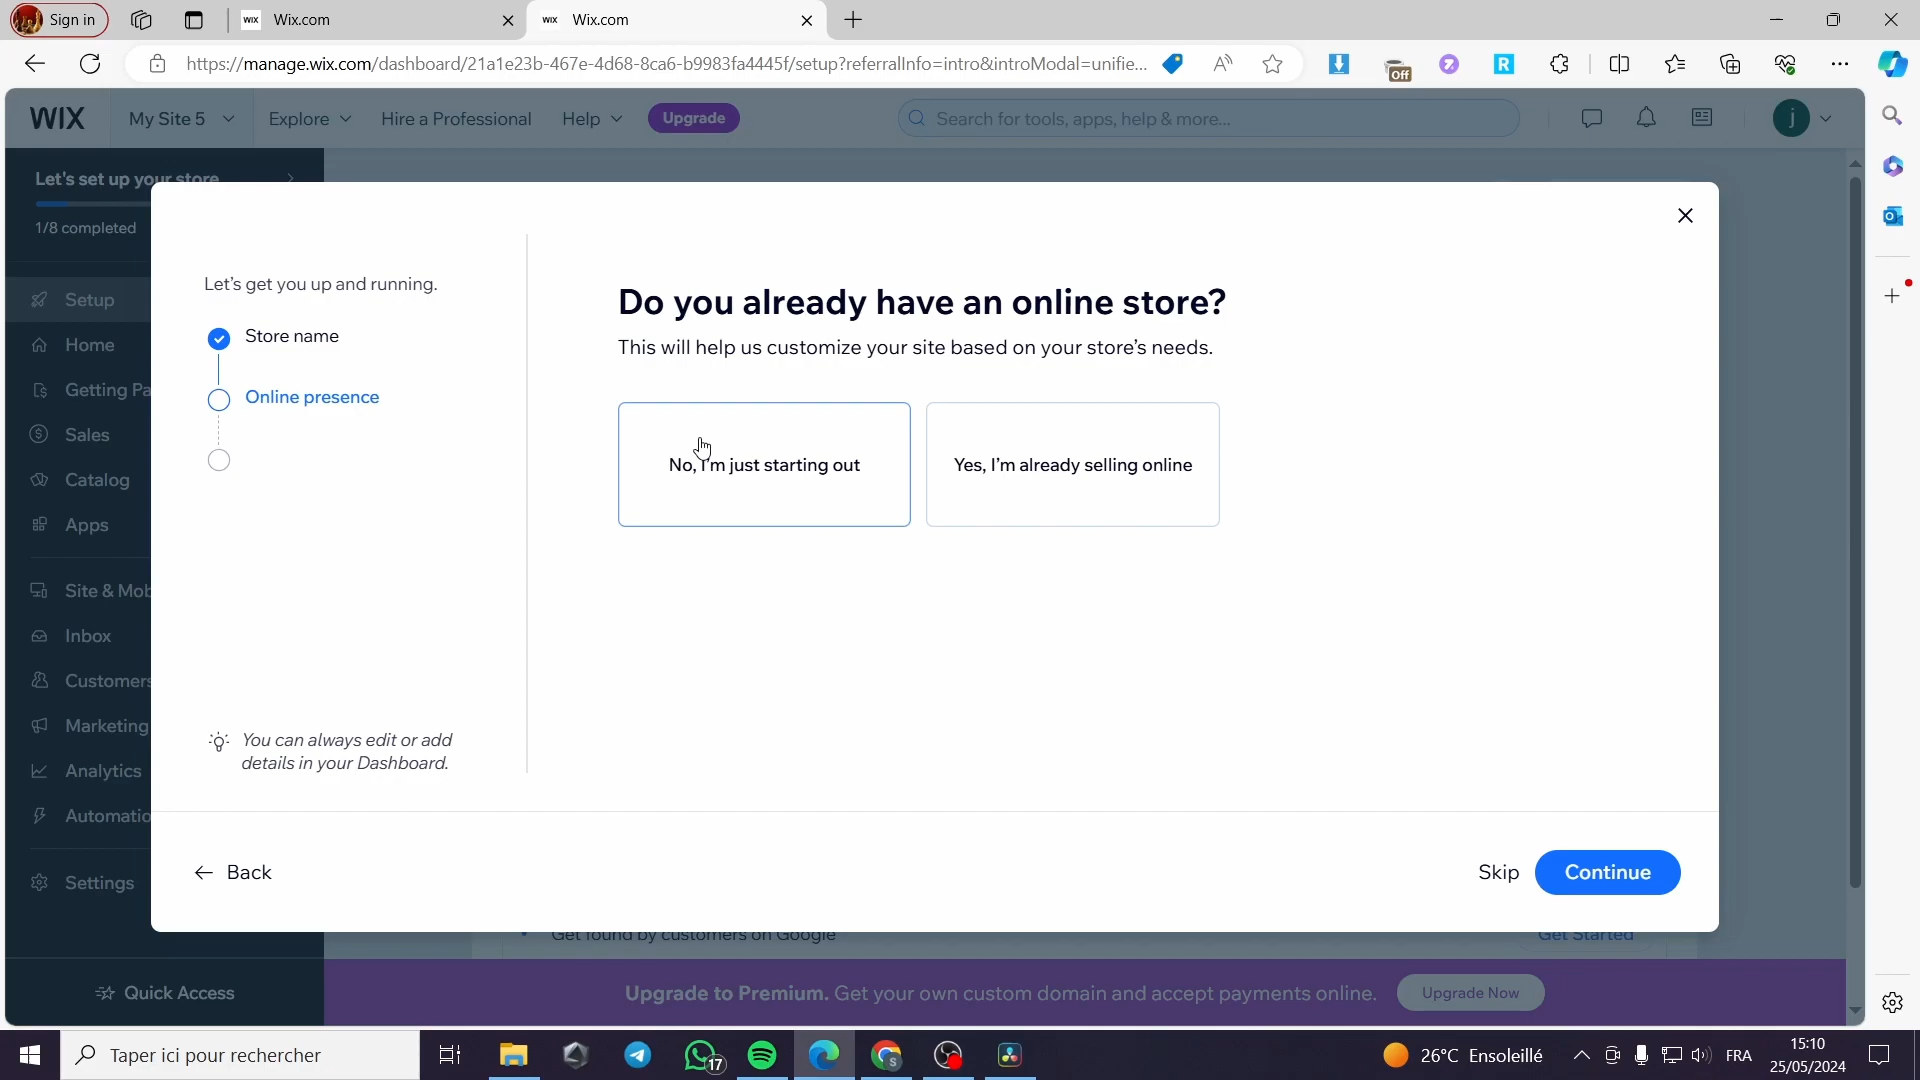 Sign in
Wix.com
Wix.com
https://manage.wix.com/dashboard/21a1e23b-467e-4d68-8ca6-b9983fa4445f/setup?referralInfo=intro&introModal=unifie...
Off
WIX
My Site 5
Explore
Hire a Professional
Help
Upgrade
Search for tools, apps, help & more...
j
Let's set up your store
1/8 completed
Setup
Home
Getting Pa
Sales
Catalog
Apps
Site & Mob
Inbox
Customers
Marketing
Analytics
Automatio
Settings
Quick Access
Let's get you up and running.
Store name
Online presence
You can always edit or add
details in your Dashboard.
Do you already have an online store?
This will help us customize your site based on your store's needs.
No, I'm just starting out
Yes, I'm already selling online
Back
Skip
Continue
Get found by customers on Google
Get Started
Upgrade to Premium. Get your own custom domain and accept payments online.
Upgrade Now
Taper ici pour rechercher
17
26°C Ensoleillé
FRA
15:10
25/05/2024